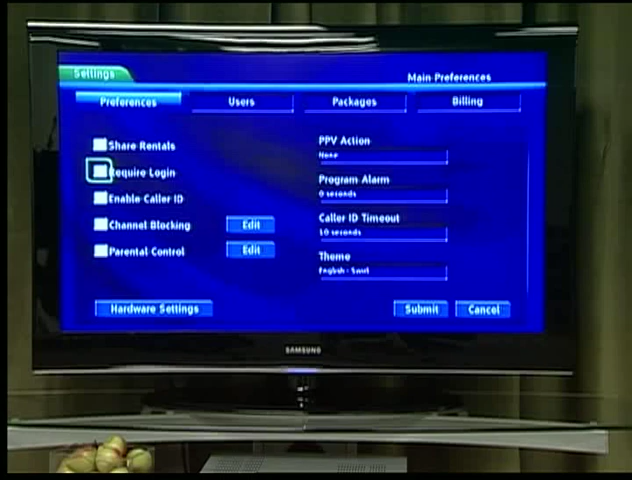 Settings
Main Preferences
Preferences
Users
Packages
Billing
Share Rentals
Require Login
Enable Caller ID
Channel Blocking
Edit
Parental Control
Edit
PPV Action
None
Program Alarm
0 seconds
Caller ID Timeout
10 seconds
Theme
Hardware Settings
Submit
Cancel
SAMSUNG